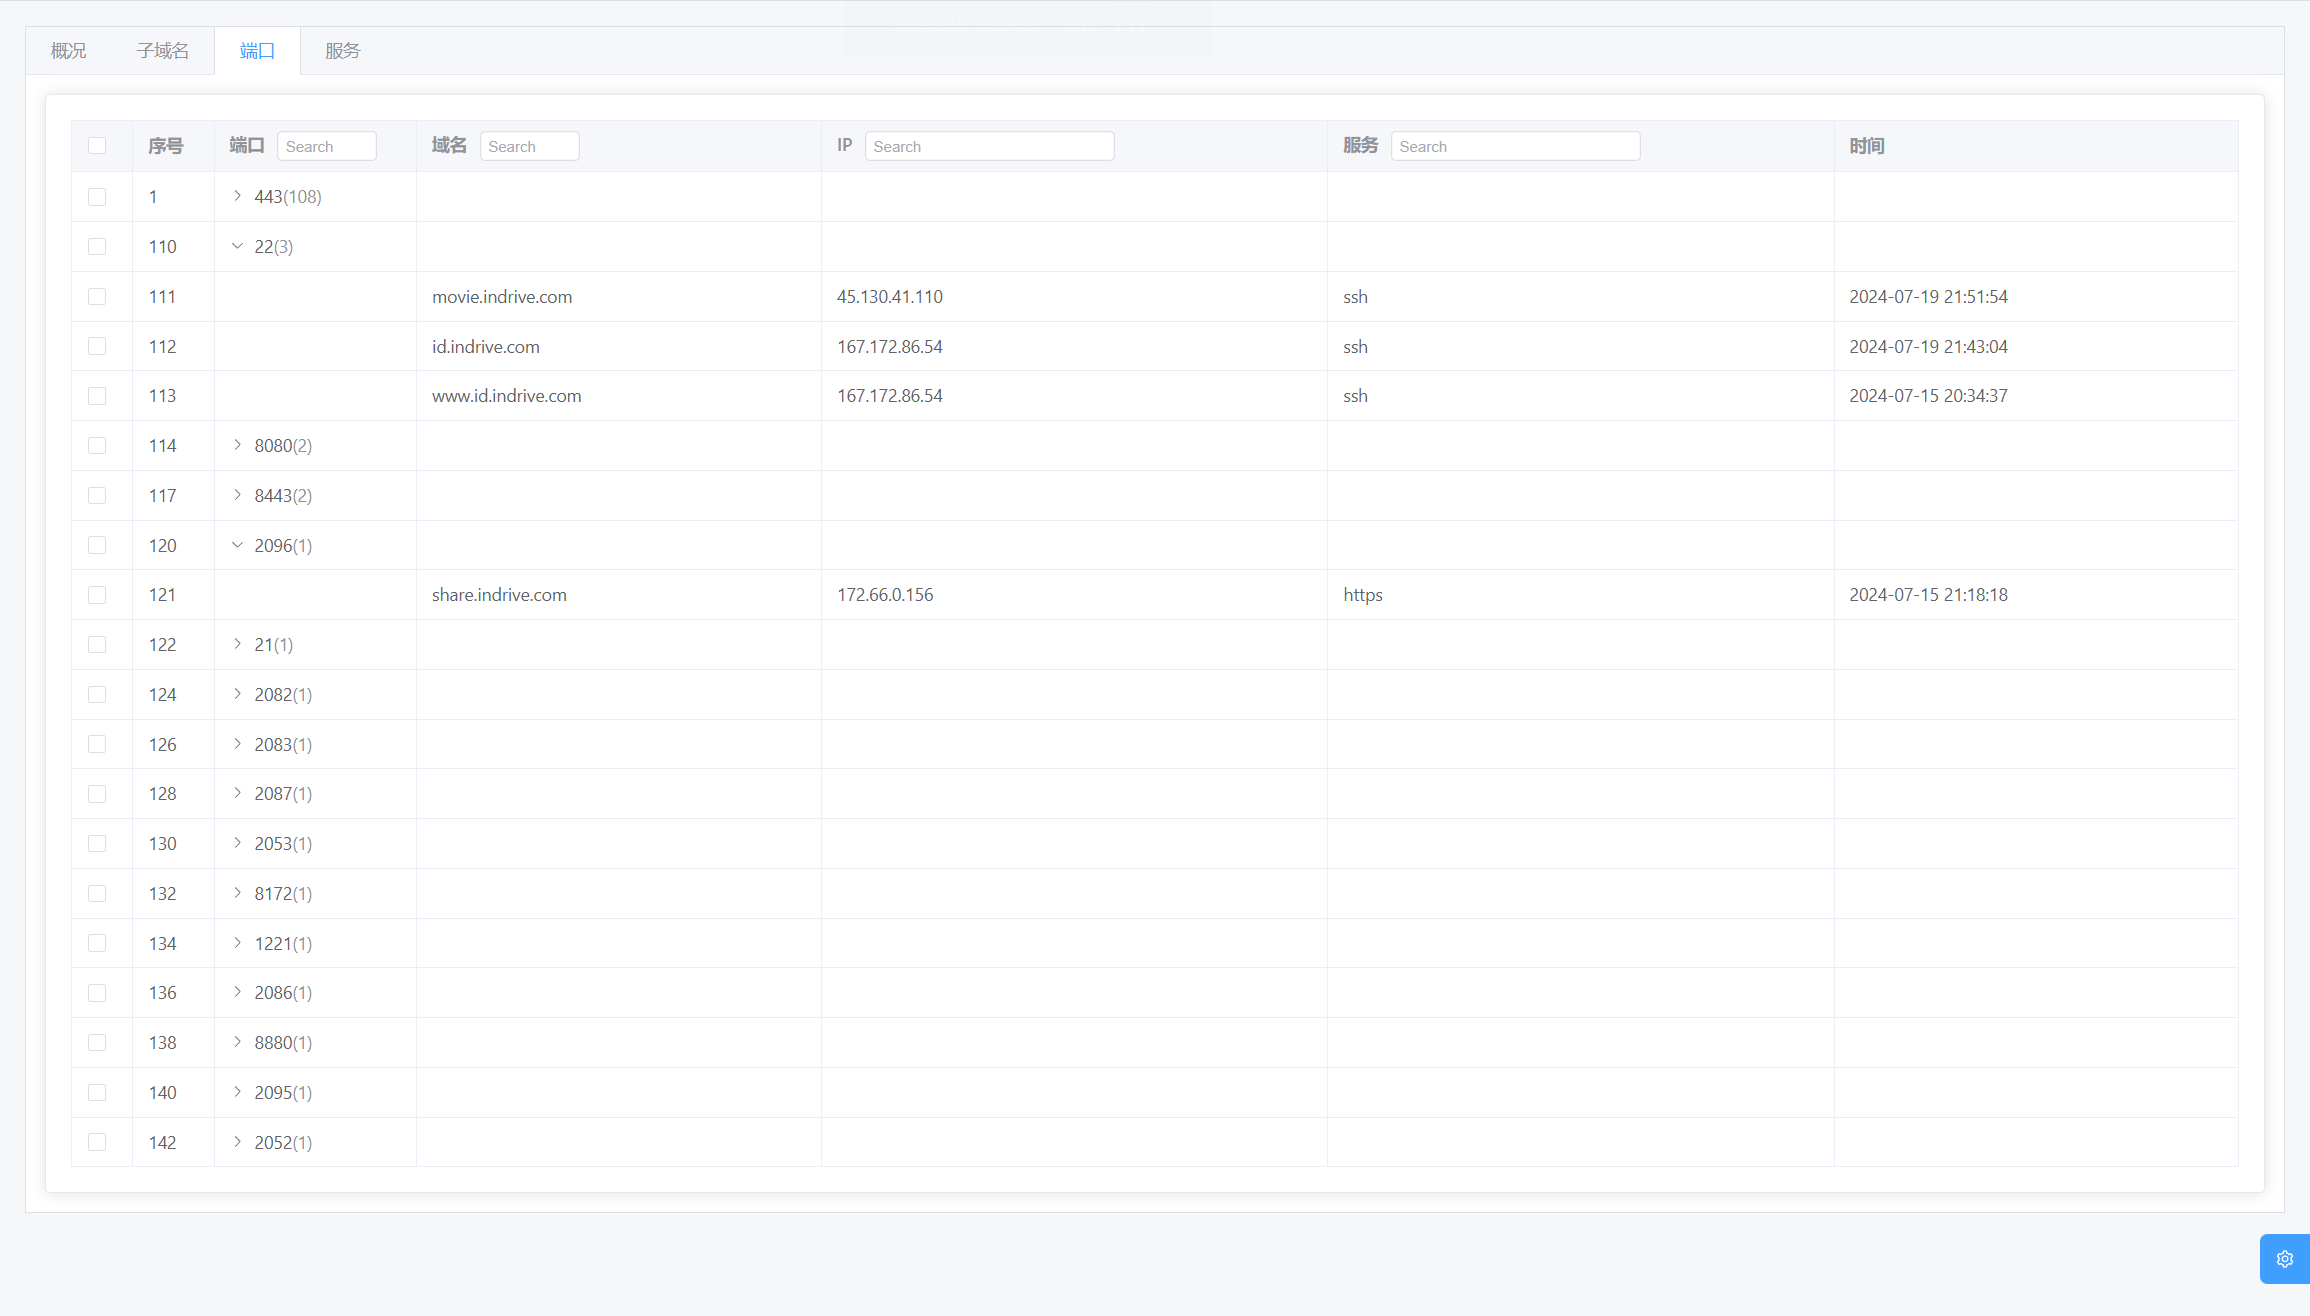 概况 子域名 端口 服务
序号 端口 Search 域名 Search IP Search 服务 Search 时间
1 443(108)
110 22(3)
111 movie.indrive.com 45.130.41.110 ssh 2024-07-19 21:51:54
112 id.indrive.com 167.172.86.54 ssh 2024-07-19 21:43:04
113 www.id.indrive.com 167.172.86.54 ssh 2024-07-15 20:34:37
114 8080(2)
117 8443(2)
120 2096(1)
121 share.indrive.com 172.66.0.156 https 2024-07-15 21:18:18
122 21(1)
124 2082(1)
126 2083(1)
128 2087(1)
130 2053(1)
132 8172(1)
134 1221(1)
136 2086(1)
138 8880(1)
140 2095(1)
142 2052(1)